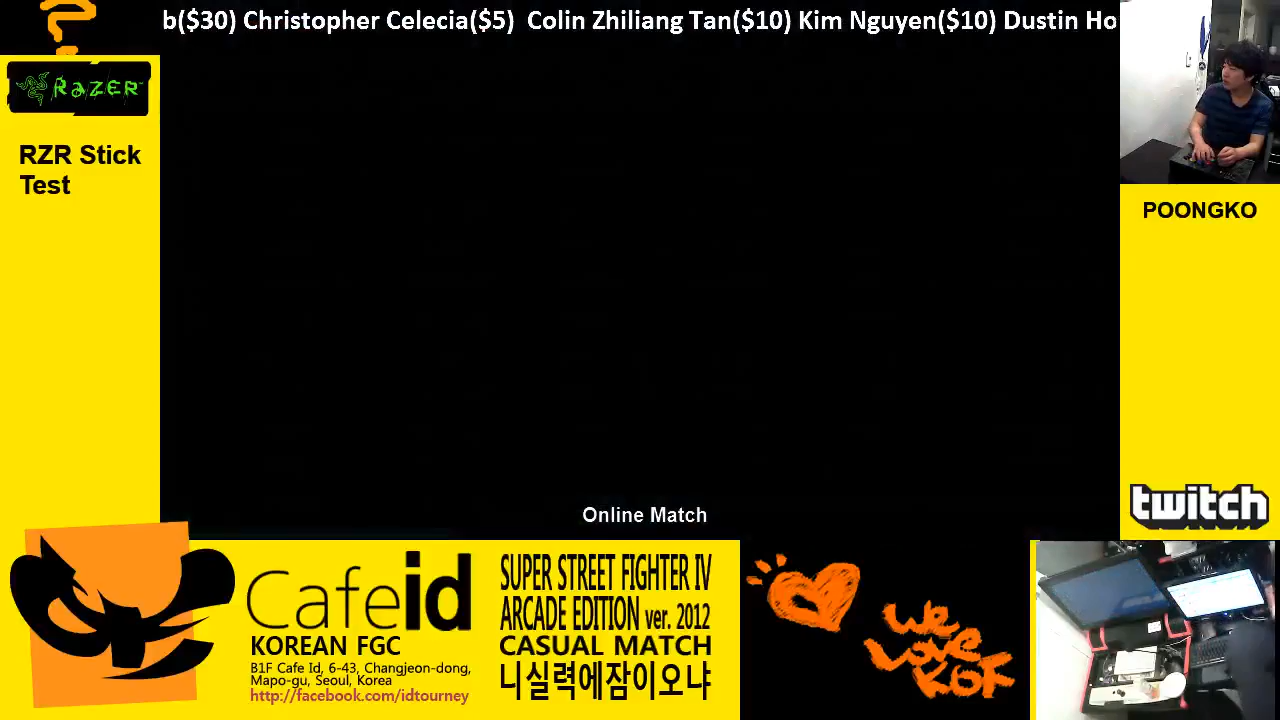 b($30) Christopher Celecia($5) Colin Zhiliang Tan($10) Kim Nguyen($10) Dustin Ho
RAZER
RZR Stick
Test
POONGKO
Online Match
twitch
Cafeid
KOREAN FGC
B1F Cafe Id, 6-43, Changjeon-dong,
Mapo-gu, Seoul, Korea
http://facebook.com/idtourney
SUPER STREET FIGHTER IV
ARCADE EDITION ver. 2012
CASUAL MATCH
니실력에잠이오냐
wee
love
KOF